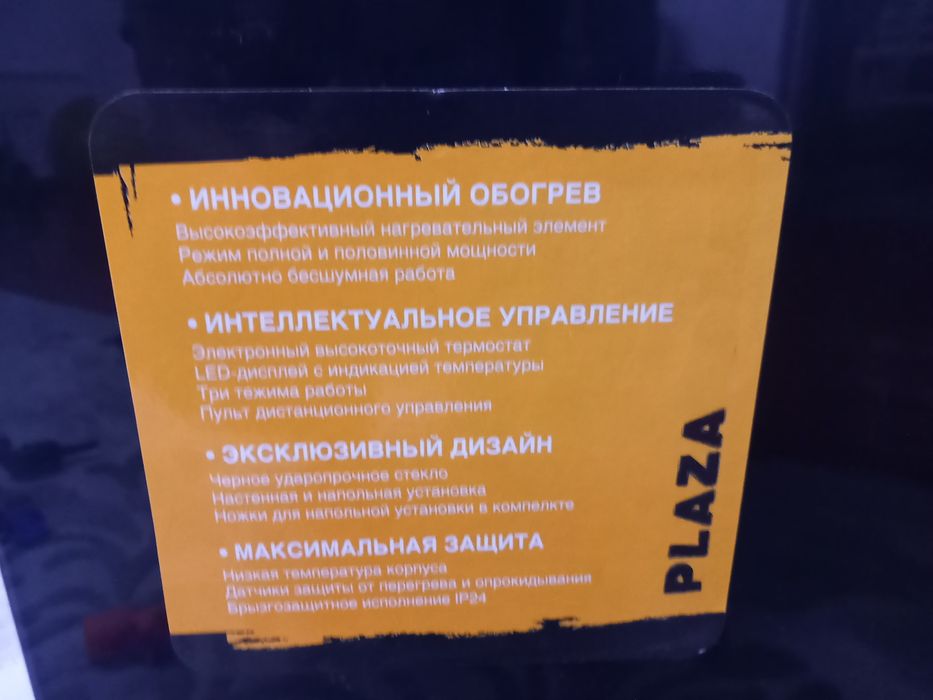 • ИННОВАЦИОННЫЙ ОБОГРЕВ
Высокоэффективный нагревательный элемент
Режим полной и половинной мощности
Абсолютно бесшумная работа
• ИНТЕЛЛЕКТУАЛЬНОЕ УПРАВЛЕНИЕ
Электронный высокоточный термостат
LED-дисплей с индикацией температуры
Три тежима работы
Пульт дистанционного управления
• ЭКСКЛЮЗИВНЫЙ ДИЗАЙН
Черное ударопрочное стекло
Настенная и напольная установка
Ножки для напольной установки в компелкте
• МАКСИМАЛЬНАЯ ЗАЩИТА
Низкая температура корпуса
Датчики защиты от перегрева и опрокидывания
Брызгозащитное исполнение IP24
PLAZA